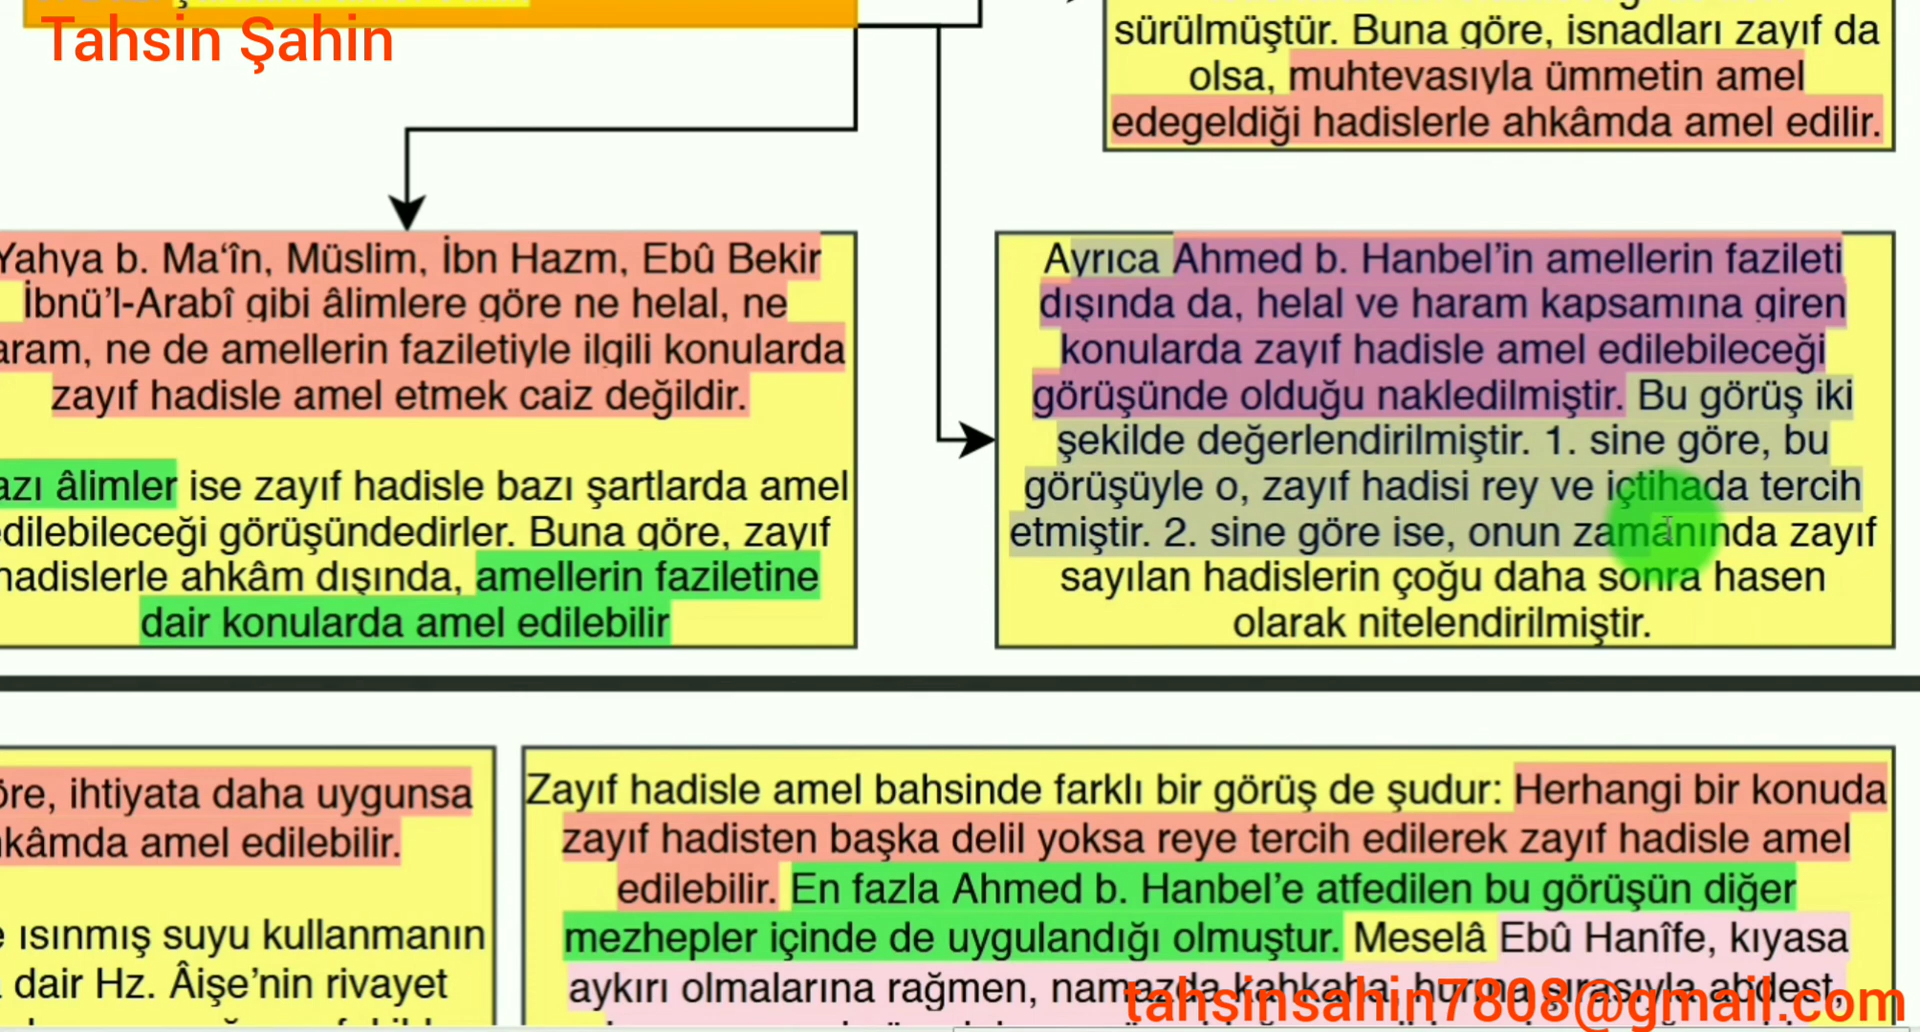 Tahsin Şahin
sürülmüştür. Buna göre, isnadları zayıf da
olsa, muhtevasıyla ümmetin amel
edegeldiği hadislerle ahkâmda amel edilir.
Yahya b. Ma‘în, Müslim, İbn Hazm, Ebû Bekir
İbnü’l-Arabî gibi âlimlere göre ne helal, ne
aram, ne de amellerin faziletiyle ilgili konularda
zayıf hadisle amel etmek caiz değildir.
azı âlimler ise zayıf hadisle bazı şartlarda amel
edilebileceği görüşündedirler. Buna göre, zayıf
hadislerle ahkâm dışında, amellerin faziletine
dair konularda amel edilebilir
Ayrıca Ahmed b. Hanbel’in amellerin fazileti
dışında da, helal ve haram kapsamına giren
konularda zayıf hadisle amel edilebileceği
görüşünde olduğu nakledilmiştir. Bu görüş iki
şekilde değerlendirilmiştir. 1. sine göre, bu
görüşüyle o, zayıf hadisi rey ve içtihada tercih
etmiştir. 2. sine göre ise, onun zamanında zayıf
sayılan hadislerin çoğu daha sonra hasen
olarak nitelendirilmiştir.
öre, ihtiyata daha uygunsa
kâmda amel edilebilir.
e ısınmış suyu kullanmanın
dair Hz. Âişe’nin rivayet
Zayıf hadisle amel bahsinde farklı bir görüş de şudur: Herhangi bir konuda
zayıf hadisten başka delil yoksa reye tercih edilerek zayıf hadisle amel
edilebilir. En fazla Ahmed b. Hanbel’e atfedilen bu görüşün diğer
mezhepler içinde de uygulandığı olmuştur. Meselâ Ebû Hanîfe, kıyasa
aykırı olmalarına rağmen, namazda kahkaha, hurma şırasıyla abdest,
tahsinsahin7808@gmail.com